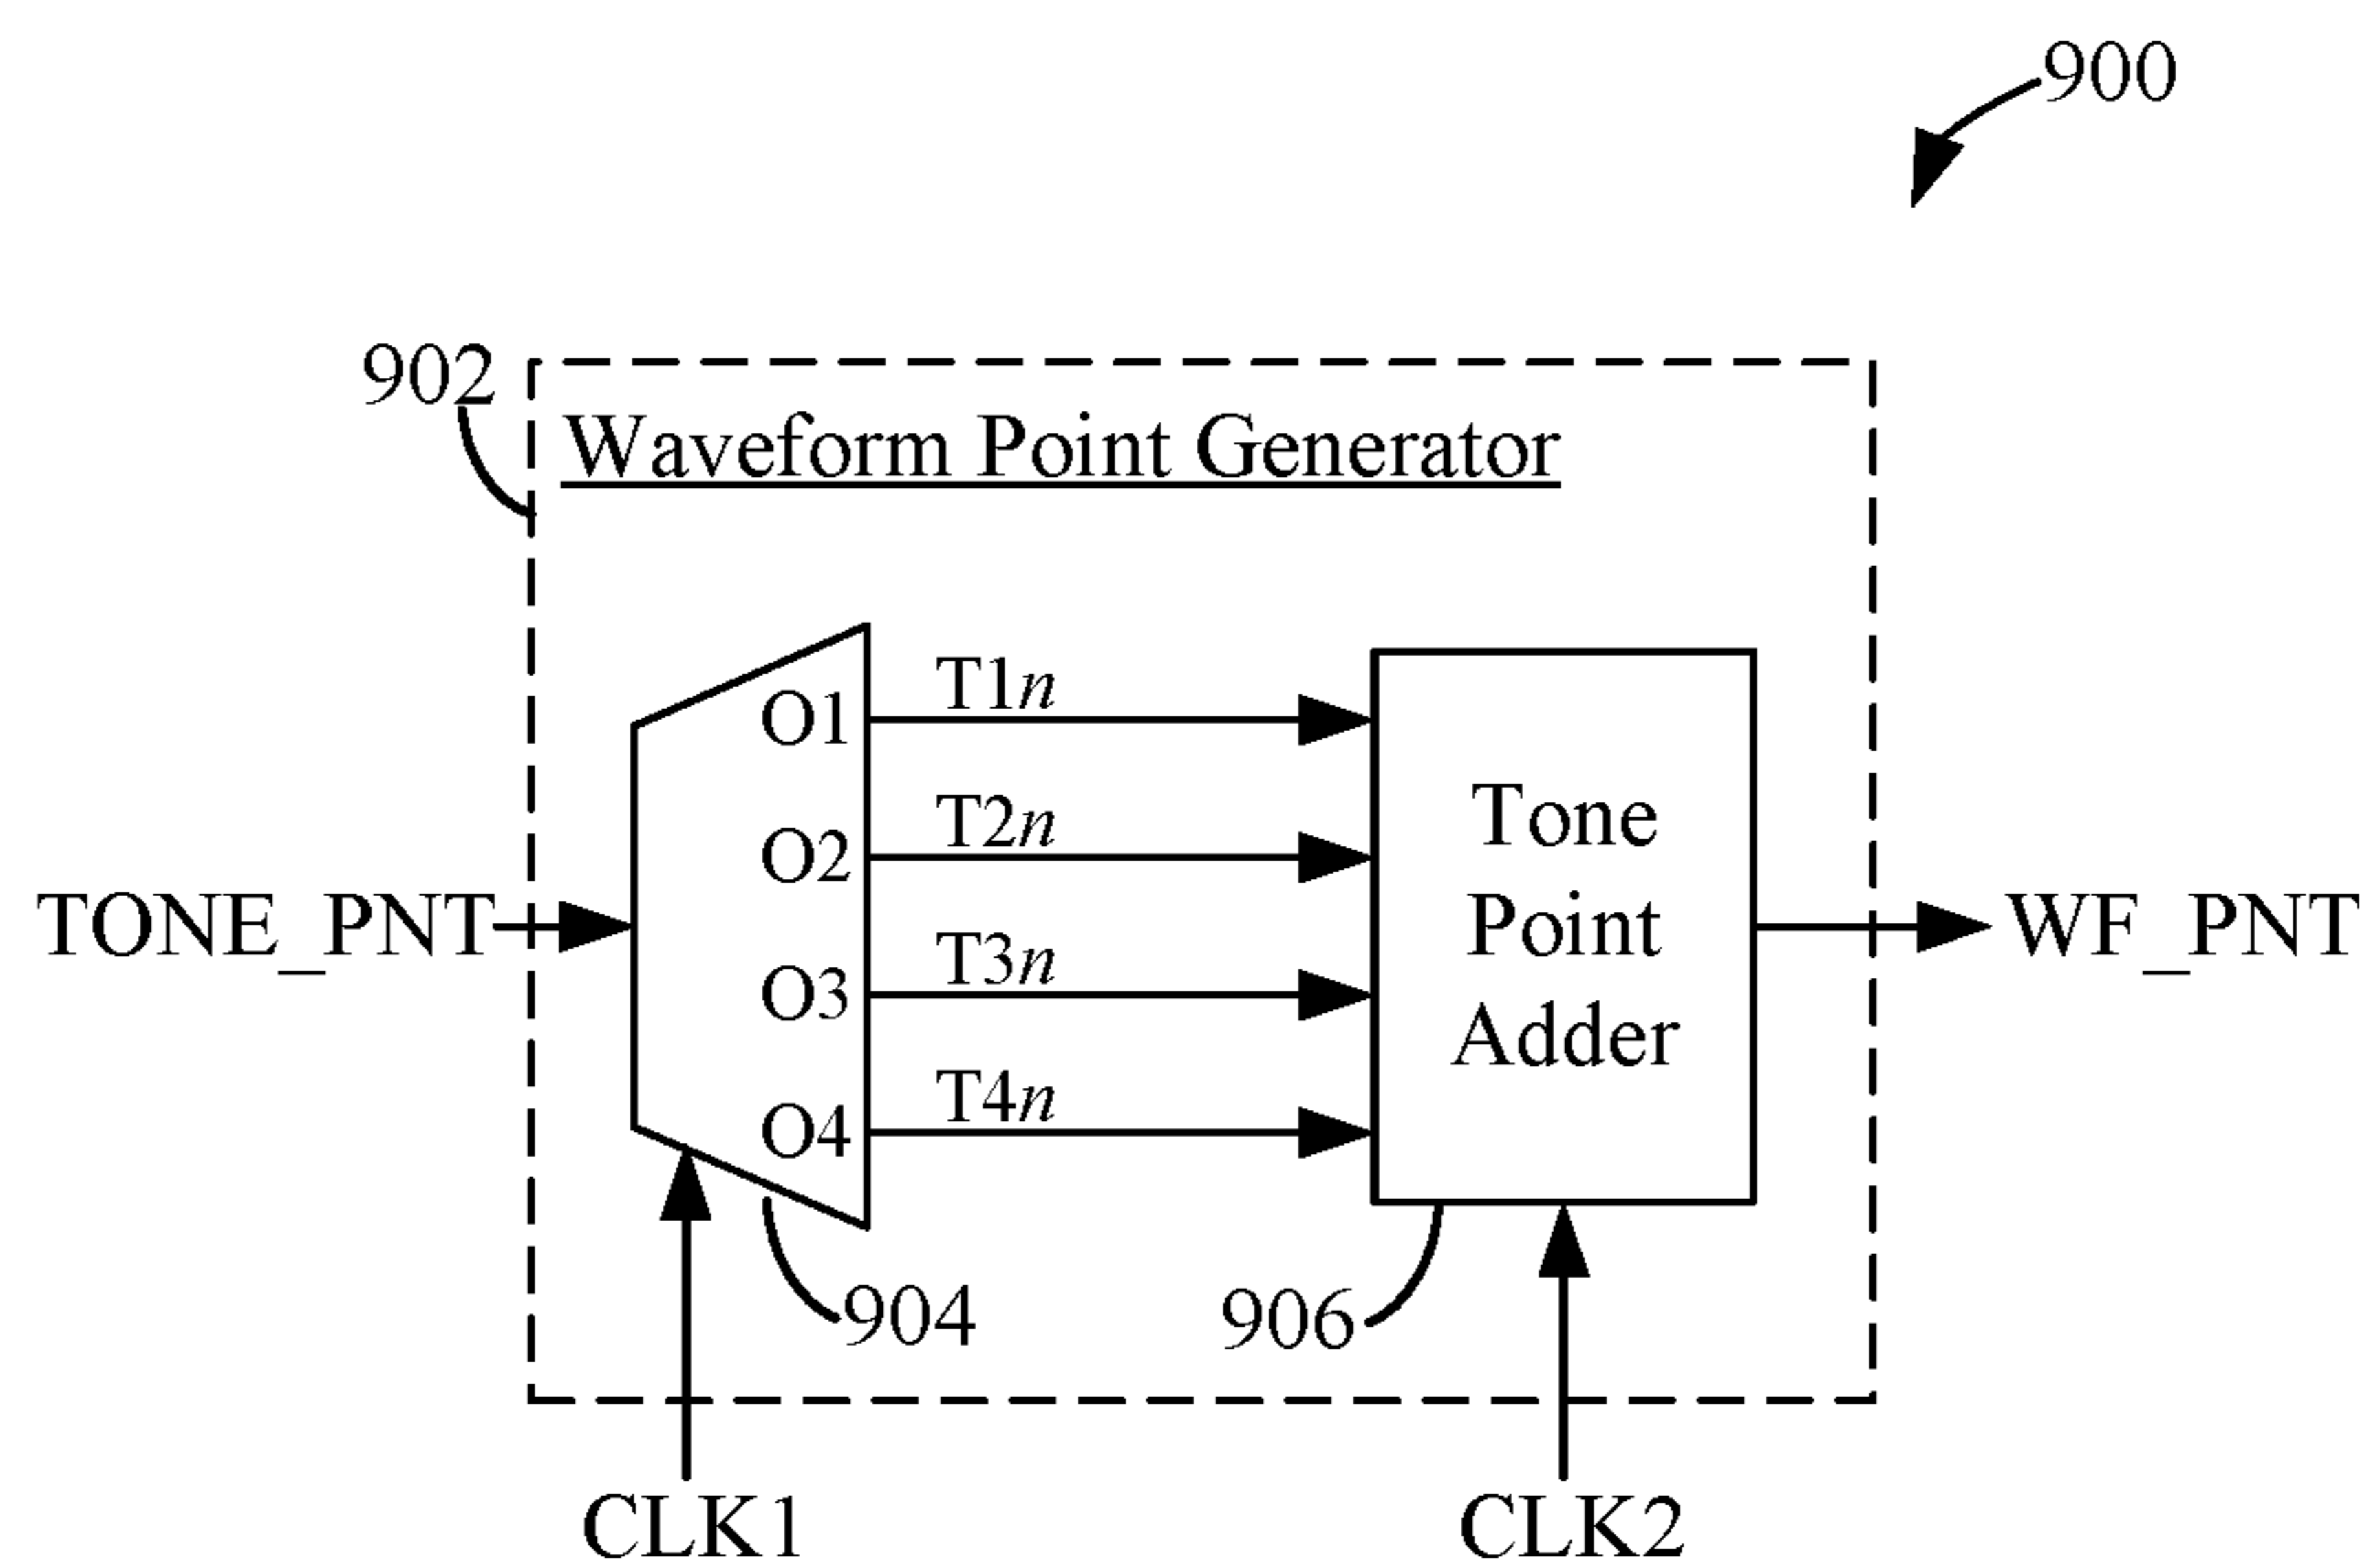 900
902
Waveform Point Generator
O1
T1n
O2
T2n
O3
T3n
O4
T4n
Tone
Point
Adder
TONE_PNT
WF_PNT
904
906
CLK1
CLK2